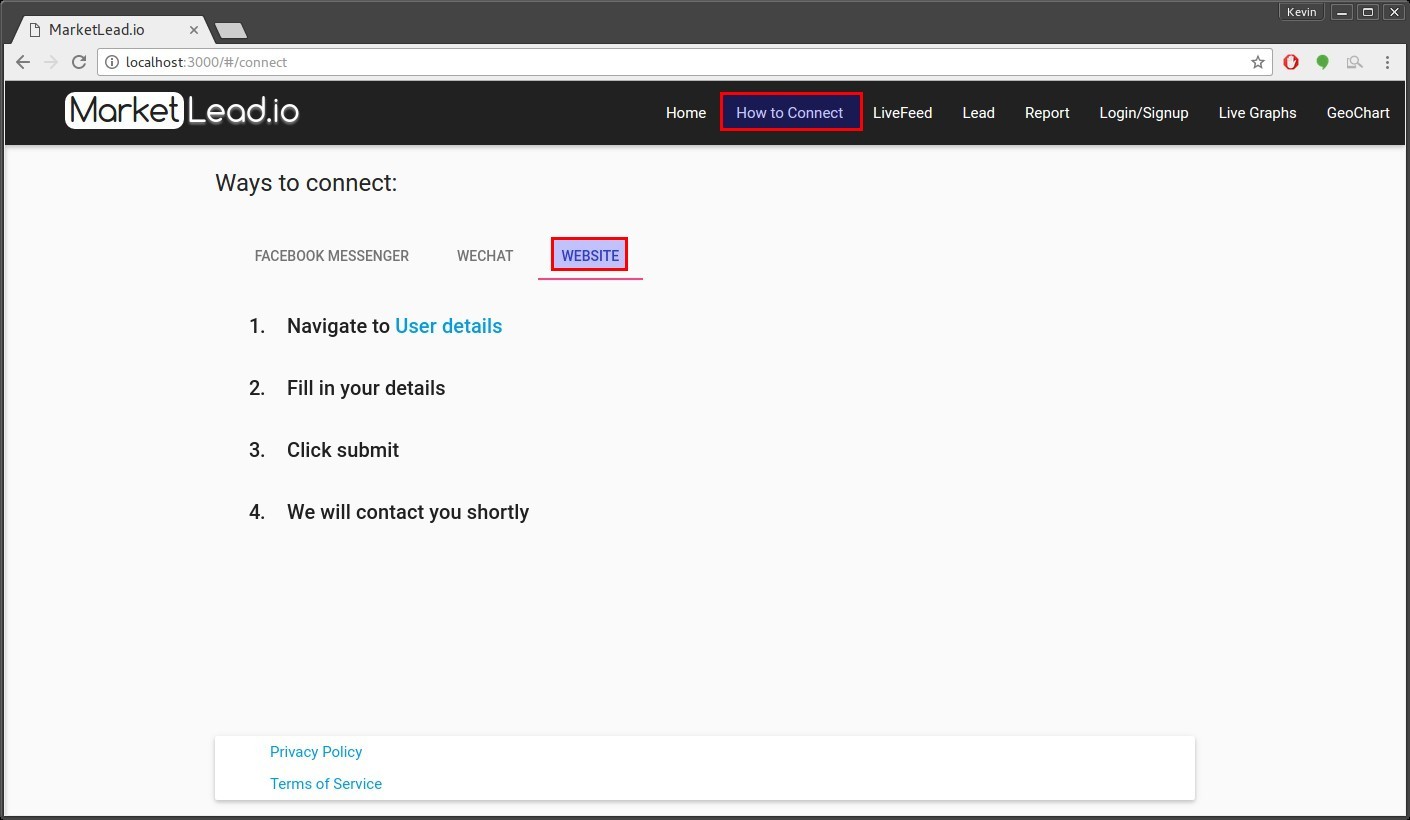 Kevin
MarketLead.io
localhost:3000/#/connect
MarketLead.io
Home How to Connect LiveFeed Lead Report Login/Signup Live Graphs GeoChart
Ways to connect:
FACEBOOK MESSENGER WECHAT WEBSITE
1. Navigate to User details
2. Fill in your details
3. Click submit
4. We will contact you shortly
Privacy Policy
Terms of Service